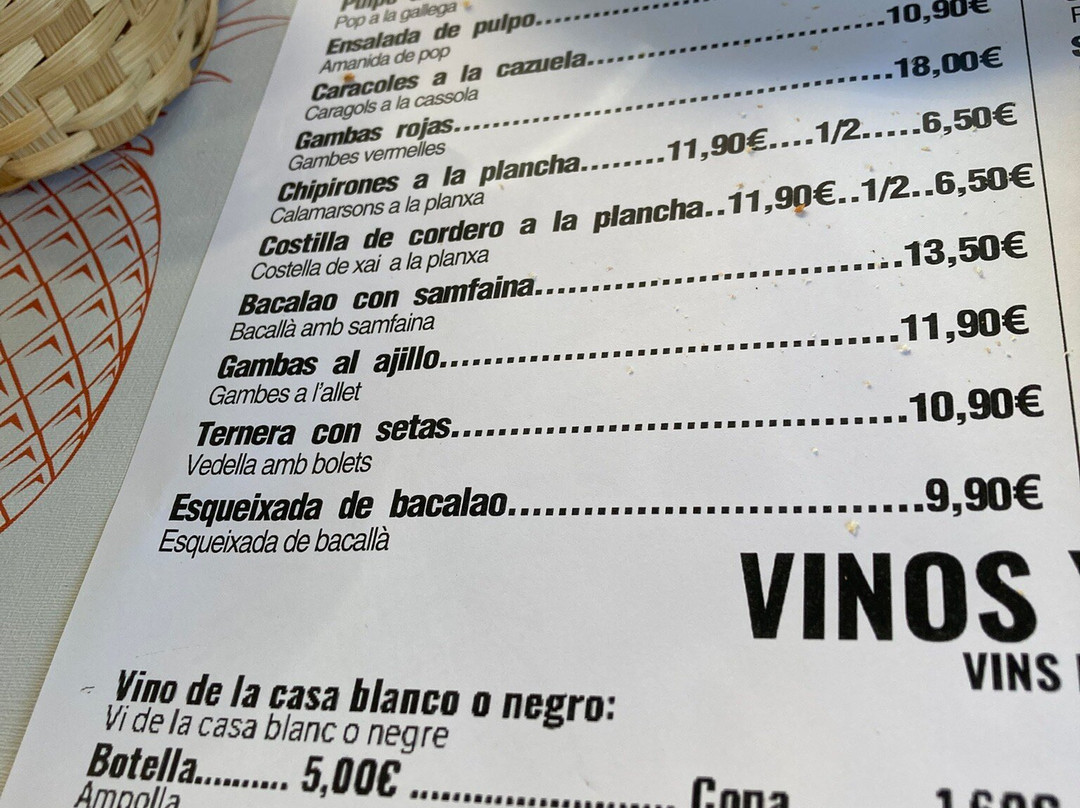 Pop a la gallega
Ensalada de pulpo..............
Amanida de pop
Caracoles a la cazuela..............................10,90€
Caragols a la cassola
Gambas rojas.............................................18,00€
Gambes vermelles
Chipirones a la plancha........11,90€....1/2.....6,50€
Calamarsons a la planxa
Costilla de cordero a la plancha..11,90€..1/2..6,50€
Costella de xai a la planxa
Bacalao con samfaina....................................13,50€
Bacallà amb samfaina
Gambas al ajillo.............................................11,90€
Gambes a l'allet
Ternera con setas............................................10,90€
Vedella amb bolets
Esqueixada de bacalao.......................................9,90€
Esqueixada de bacallà
VINOS
VINS
Vino de la casa blanco o negro:
Vi de la casa blanc o negre
Botella.......... 5,00€ .......................... Copa
Ampolla